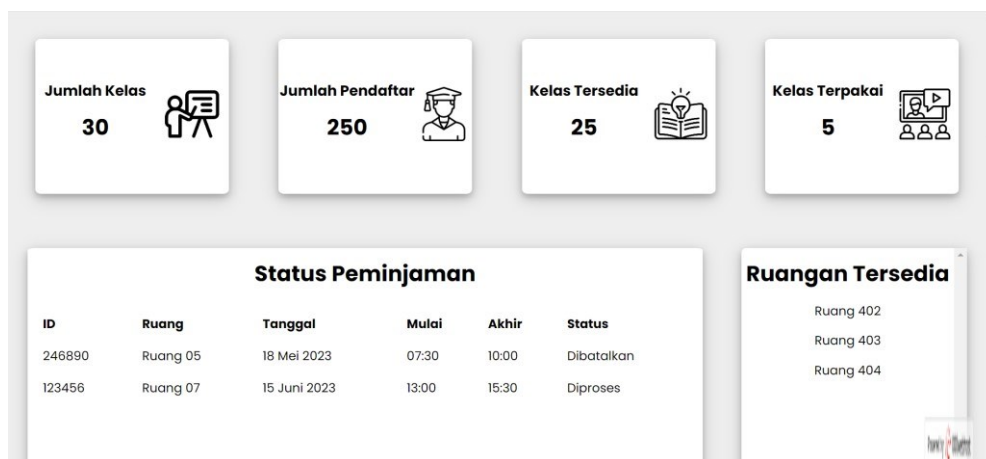 Jumlah Kelas
30
Jumlah Pendaftar
250
Kelas Tersedia
25
Kelas Terpakai
5
Status Peminjaman
ID Ruang Tanggal Mulai Akhir Status
246890 Ruang 05 18 Mei 2023 07:30 10:00 Dibatalkan
123456 Ruang 07 15 Juni 2023 13:00 15:30 Diproses
Ruangan Tersedia
Ruang 402
Ruang 403
Ruang 404